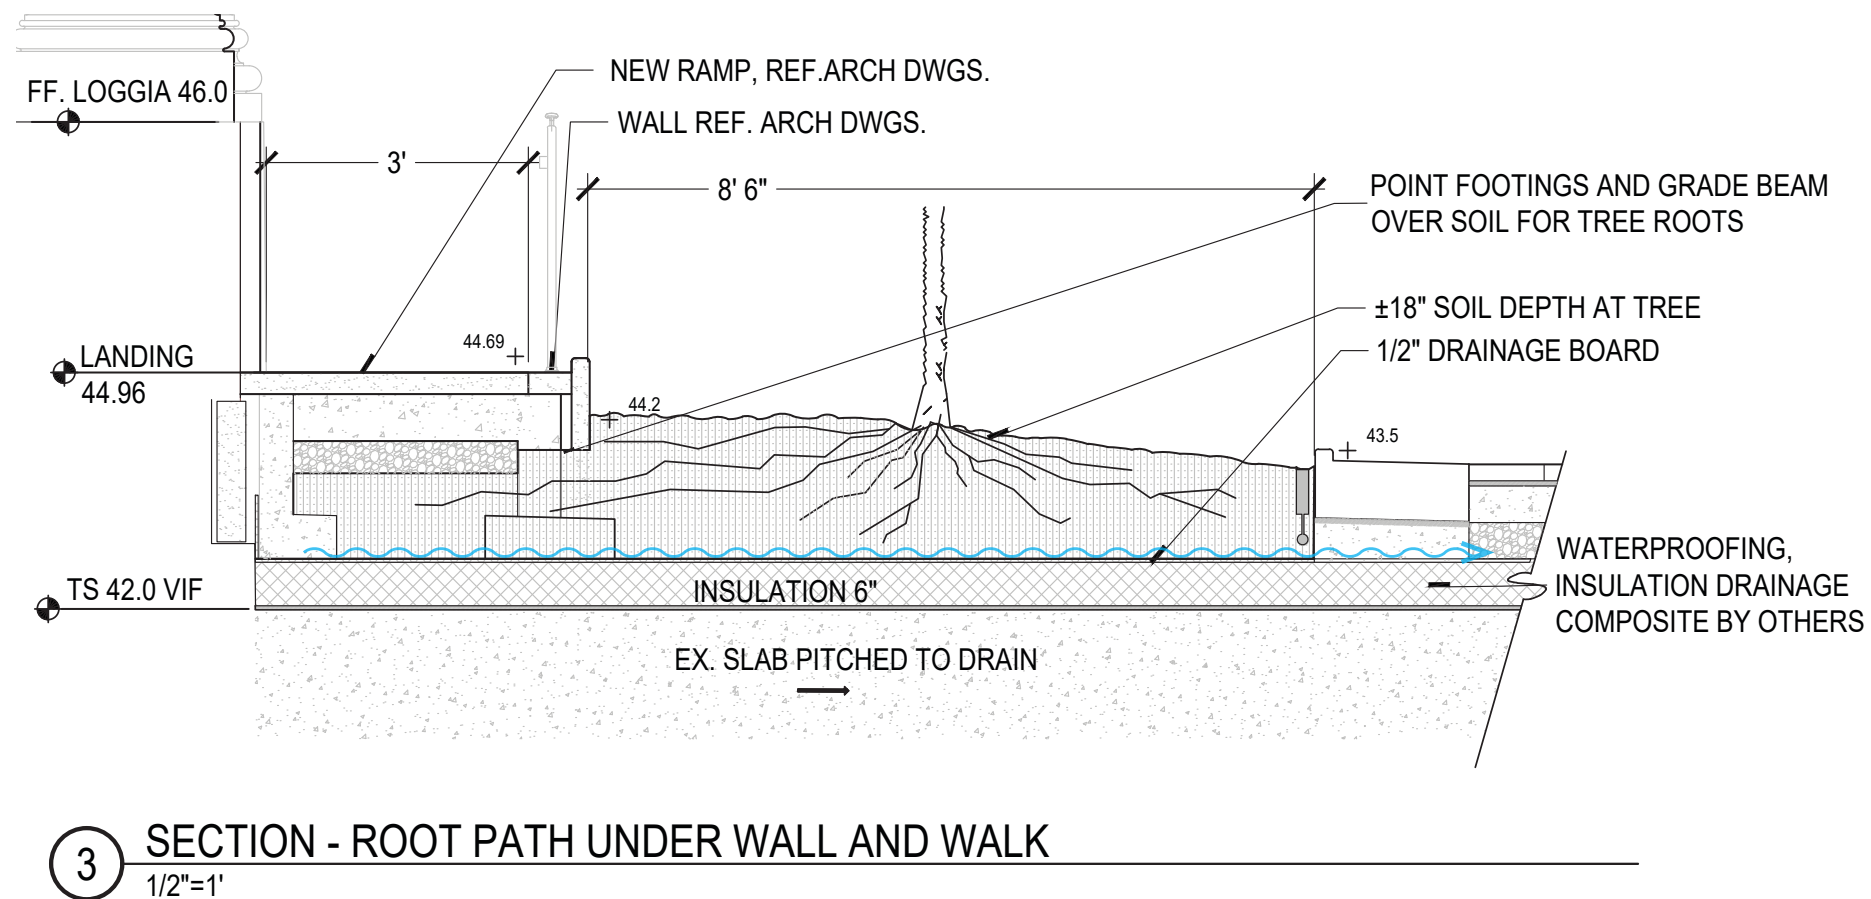 NEW RAMP, REF.ARCH DWGS.
FF. LOGGIA 46.0
WALL REF. ARCH DWGS.
3'
8' 6"
POINT FOOTINGS AND GRADE BEAM
OVER SOIL FOR TREE ROOTS
±18" SOIL DEPTH AT TREE
44.69
1/2" DRAINAGE BOARD
LANDING
44.96
44.2
43.5
WATERPROOFING,
INSULATION DRAINAGE
COMPOSITE BY OTHERS
TS 42.0 VIF
INSULATION 6"
EX. SLAB PITCHED TO DRAIN
3
SECTION - ROOT PATH UNDER WALL AND WALK
1/2"=1'